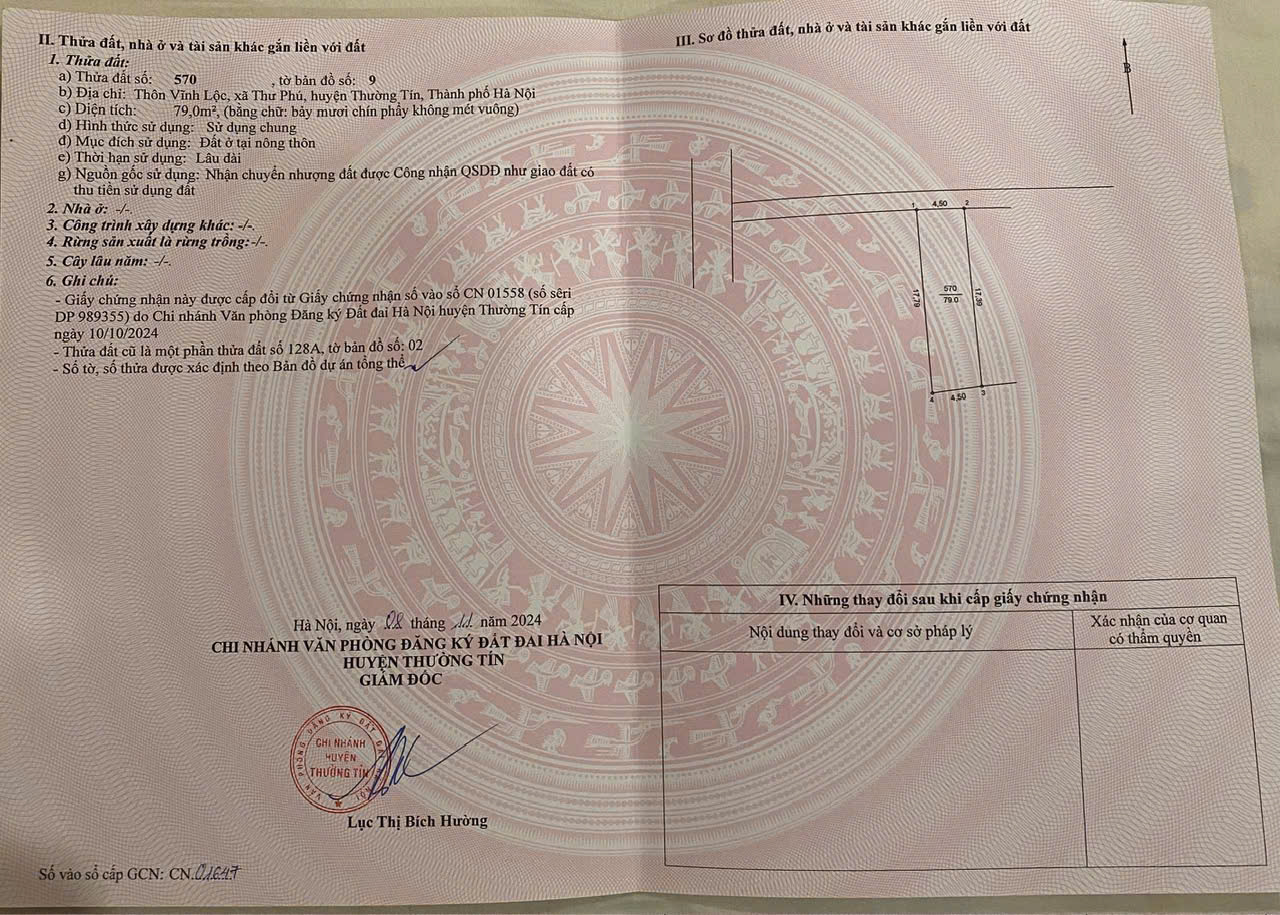 II. Thửa đất, nhà ở và tài sản khác gắn liền với đất
1. Thửa đất:
a) Thửa đất số: 570 , tờ bản đồ số: 9
b) Địa chỉ: Thôn Vĩnh Lộc, xã Thư Phú, huyện Thường Tín, Thành phố Hà Nội
c) Diện tích: 79,0m², (bằng chữ: bảy mươi chín phẩy không mét vuông)
d) Hình thức sử dụng: Sử dụng chung
đ) Mục đích sử dụng: Đất ở tại nông thôn
e) Thời hạn sử dụng: Lâu dài
g) Nguồn gốc sử dụng: Nhận chuyển nhượng đất được Công nhận QSDĐ như giao đất có
thu tiền sử dụng đất
2. Nhà ở: -/-.
3. Công trình xây dựng khác: -/-.
4. Rừng sản xuất là rừng trồng: -/-.
5. Cây lâu năm: -/-.
6. Ghi chú:
- Giấy chứng nhận này được cấp đổi từ Giấy chứng nhận số vào sổ CN 01558 (số sêri
DP 989355) do Chi nhánh Văn phòng Đăng ký Đất đai Hà Nội huyện Thường Tín cấp
ngày 10/10/2024
- Thửa đất cũ là một phần thửa đất số 128A, tờ bản đồ số: 02
- Số tờ, số thửa được xác định theo Bản đồ dự án tổng thể
Hà Nội, ngày 08 tháng 11 năm 2024
CHI NHÁNH VĂN PHÒNG ĐĂNG KÝ ĐẤT ĐAI HÀ NỘI
HUYỆN THƯỜNG TÍN
GIÁM ĐỐC
VĂN PHÒNG ĐĂNG KÝ ĐẤT ĐAI HÀ NỘI
CHI NHÁNH
HUYỆN
THƯỜNG TÍN
Lục Thị Bích Hường
Số vào sổ cấp GCN: CN.01647
III. Sơ đồ thửa đất, nhà ở và tài sản khác gắn liền với đất
B
1 4,50 2
17,79
570
79.0
4 4,50 3
IV. Những thay đổi sau khi cấp giấy chứng nhận
Nội dung thay đổi và cơ sở pháp lý
Xác nhận của cơ quan
có thẩm quyền